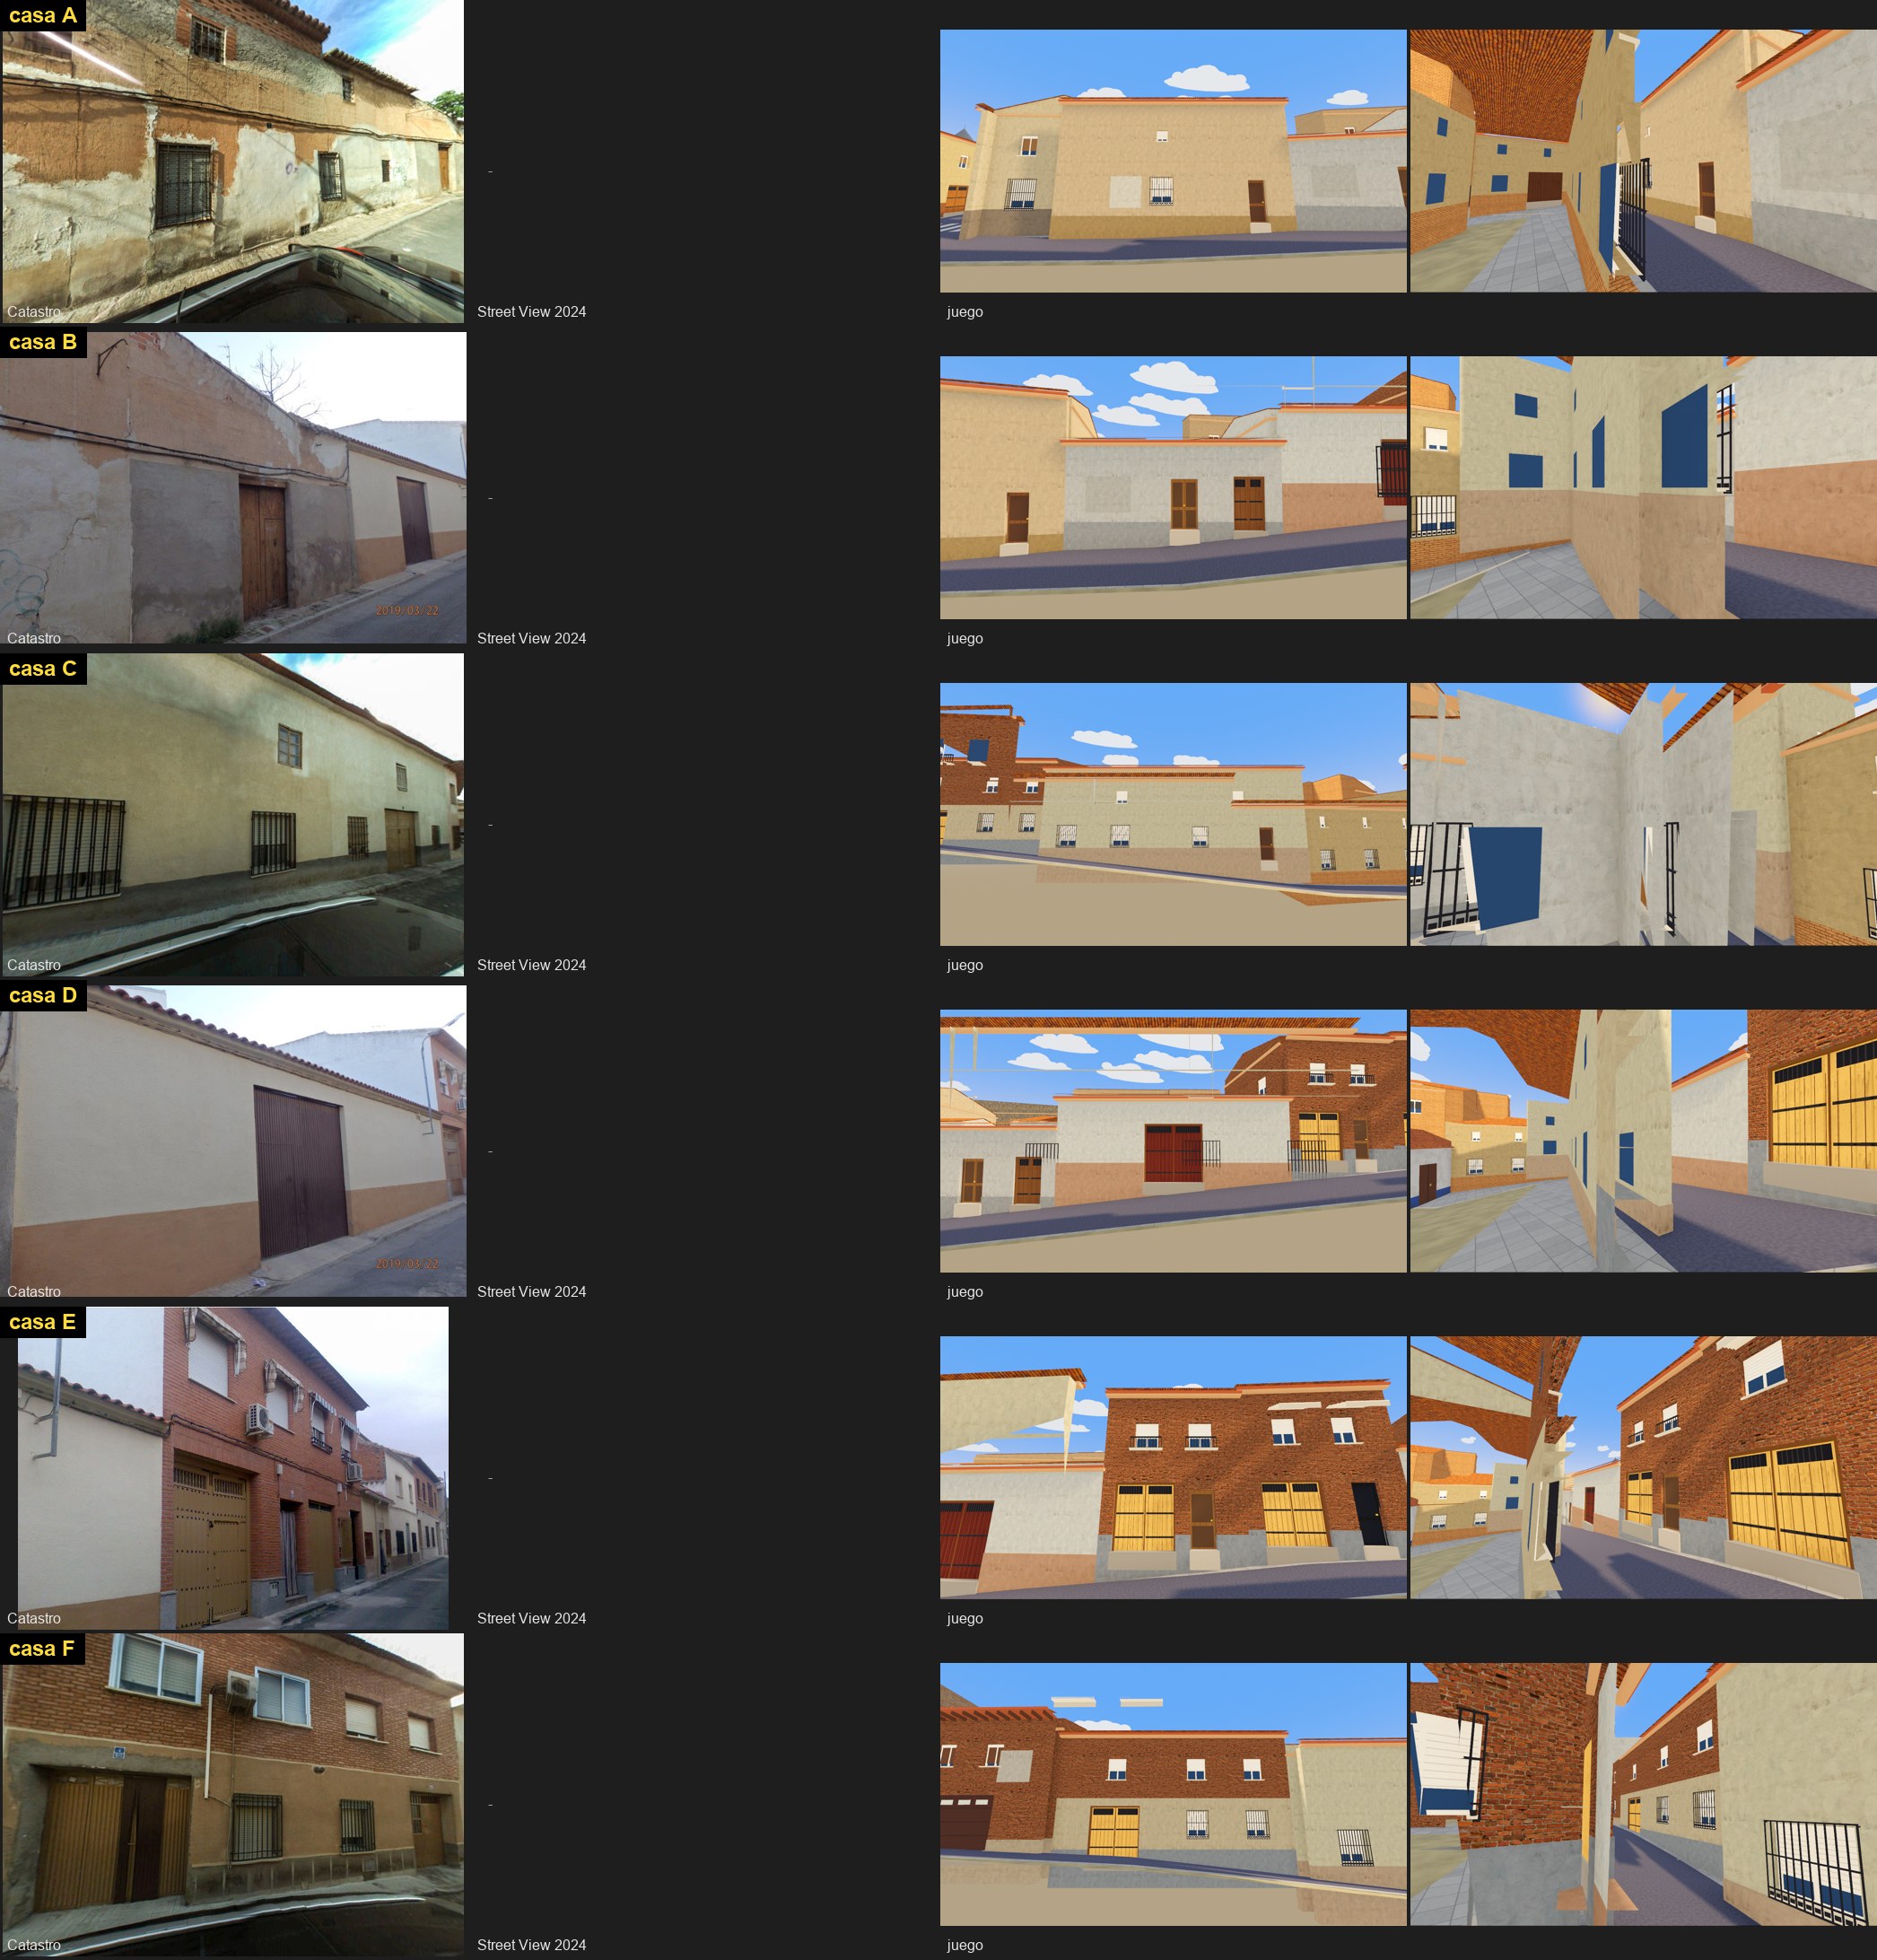 casa A
Catastro
Street View 2024
-
juego
casa B
2019/03/22
Catastro
Street View 2024
-
juego
casa C
Catastro
Street View 2024
-
juego
casa D
2019/03/22
Catastro
Street View 2024
-
juego
casa E
Catastro
Street View 2024
-
juego
casa F
Catastro
Street View 2024
-
juego